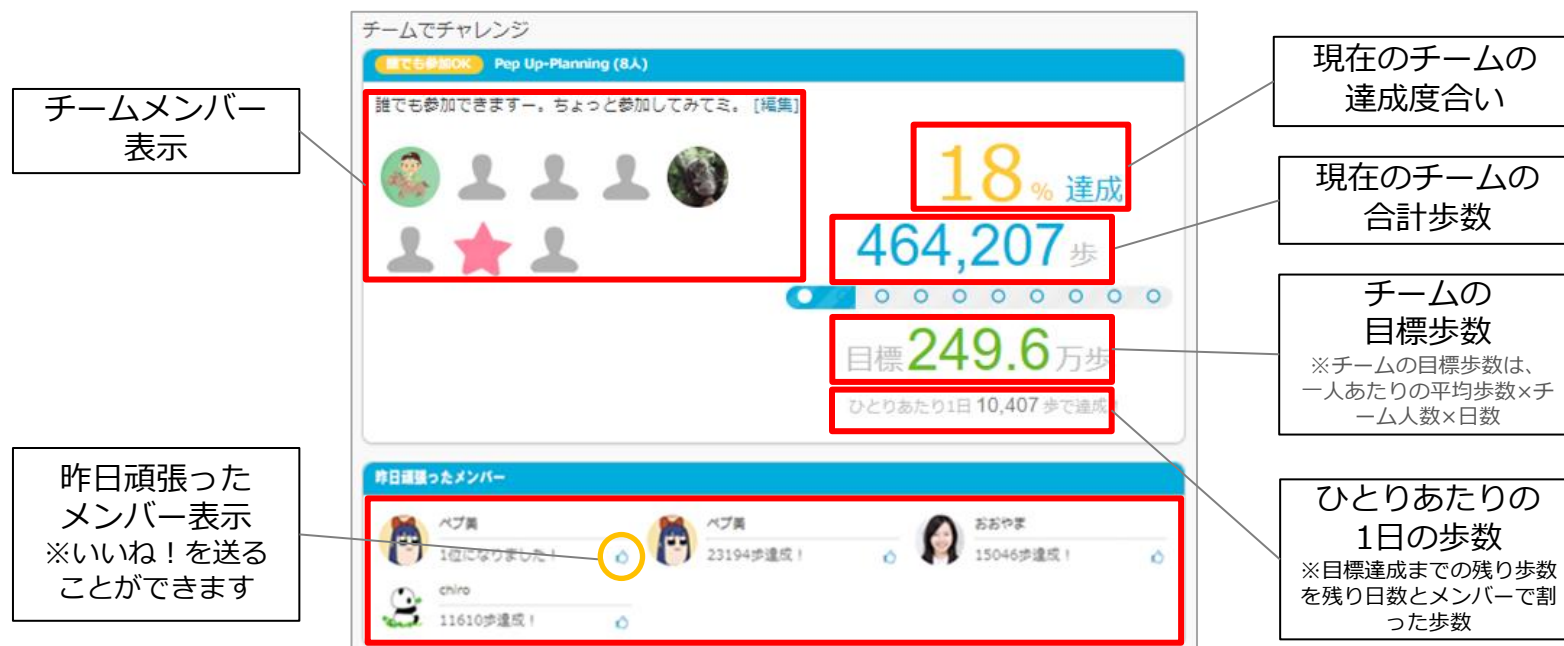 チームでチャレンジ
誰でも参加OK Pep Up-Planning (8人)
誰でも参加できますー。ちょっと参加してみてミ。 [編集]
チームメンバー
表示
18% 達成
464,207 歩
目標249.6万歩
ひとりあたり1日 10,407 歩で達成
現在のチームの
達成度合い
現在のチームの
合計歩数
チームの
目標歩数
※チームの目標歩数は、
一人あたりの平均歩数×チ
ーム人数×日数
昨日頑張ったメンバー
ペプ美
1位になりました!
ペプ美
23194歩達成!
おおやま
15046歩達成!
chiro
11610歩達成!
昨日頑張った
メンバー表示
※いいね!を送る
ことができます
ひとりあたりの
1日の歩数
※目標達成までの残り歩数
を残り日数とメンバーで割
った歩数